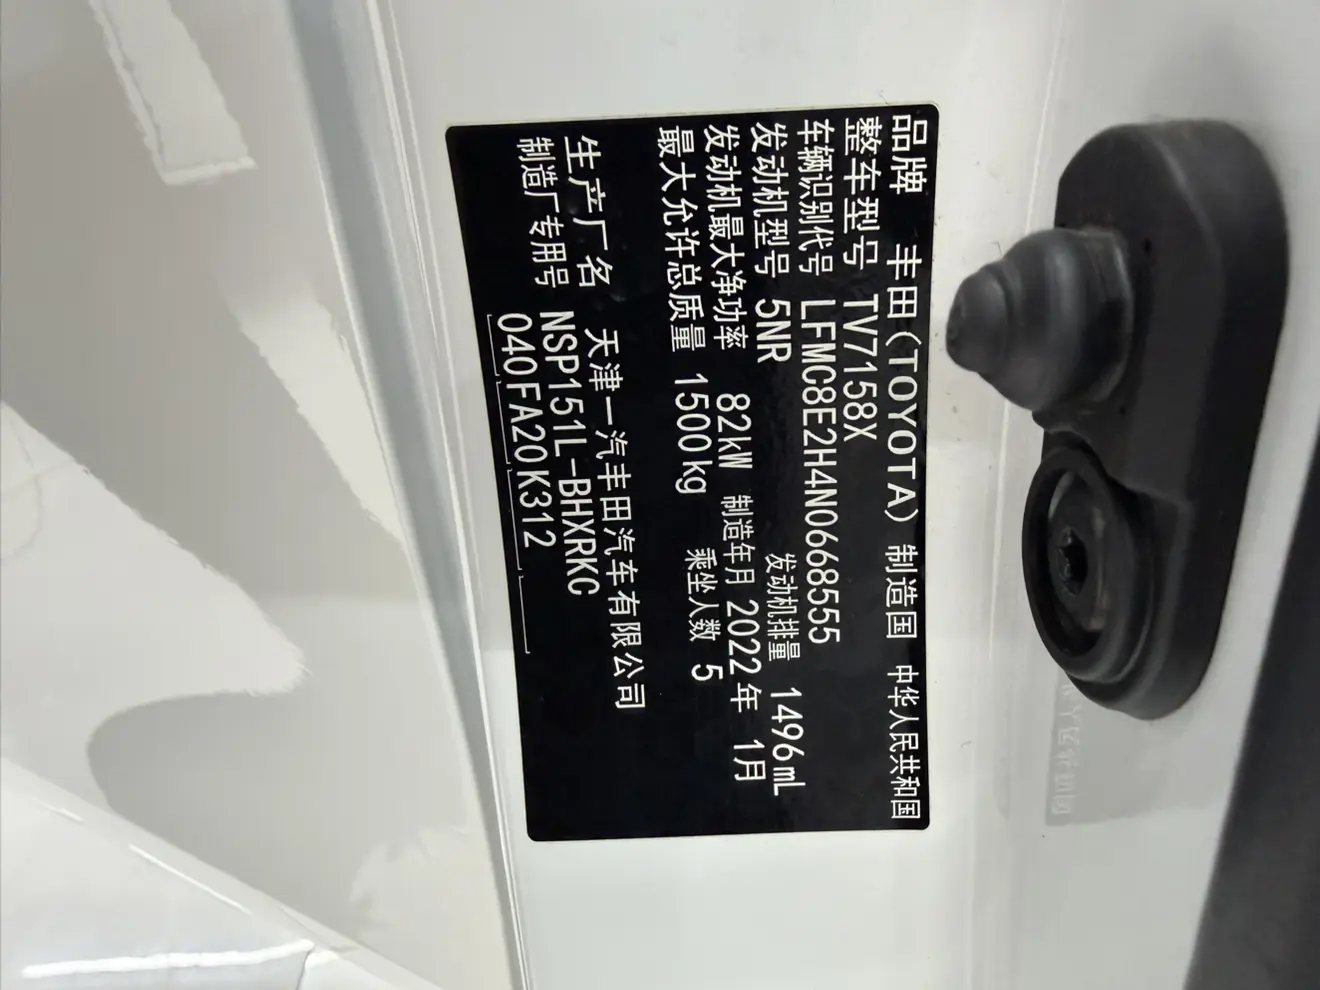 品牌 丰田(TOYOTA) 制造国 中华人民共和国
整车型号 TV7158X
车辆识别代号 LFMC8E2H4N0668555
发动机型号 5NR 发动机排量 1496mL
发动机最大净功率 82kW 制造年月 2022年 1月
最大允许总质量 1500kg 乘坐人数 5
生产厂名 天津一汽丰田汽车有限公司
制造厂专用号 NSP151L-BHXRKC
040FA20K312